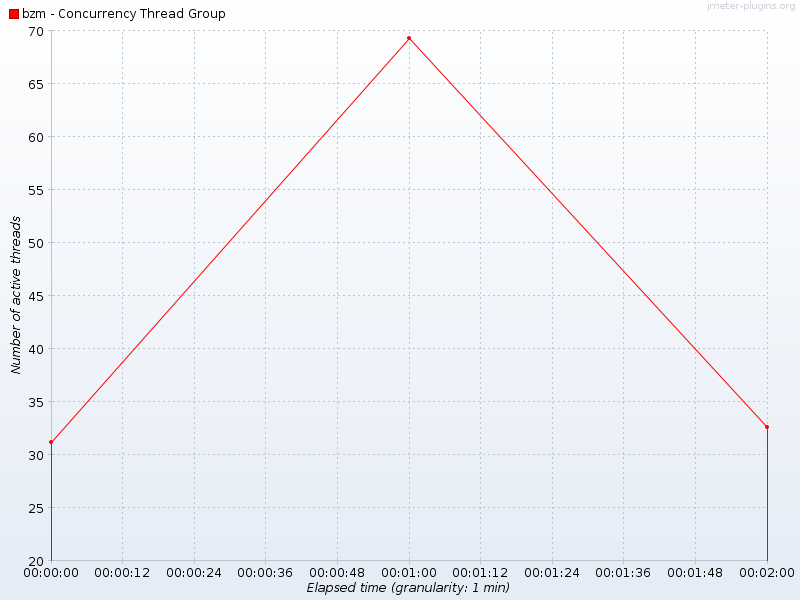 jmeter-plugins.org
bzm - Concurrency Thread Group
70
65
60
55
50
45
40
35
30
25
20
Number of active threads
00:00:00 00:00:12 00:00:24 00:00:36 00:00:48 00:01:00 00:01:12 00:01:24 00:01:36 00:01:48 00:02:00
Elapsed time (granularity: 1 min)